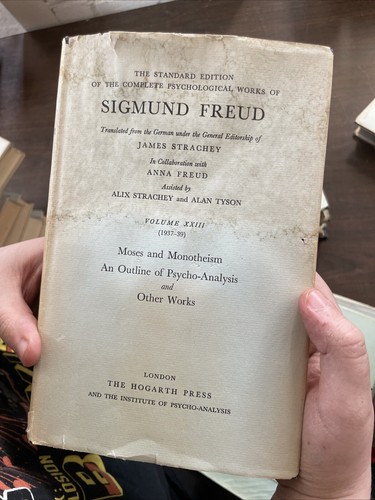 THE STANDARD EDITION
OF THE COMPLETE PSYCHOLOGICAL WORKS OF
SIGMUND FREUD
Translated from the German under the General Editorship of
JAMES STRACHEY
In Collaboration with
ANNA FREUD
Assisted by
ALIX STRACHEY and ALAN TYSON
VOLUME XXIII
(1937-39)
Moses and Monotheism
An Outline of Psycho-Analysis
and
Other Works
LONDON
THE HOGARTH PRESS
AND THE INSTITUTE OF PSYCHO-ANALYSIS